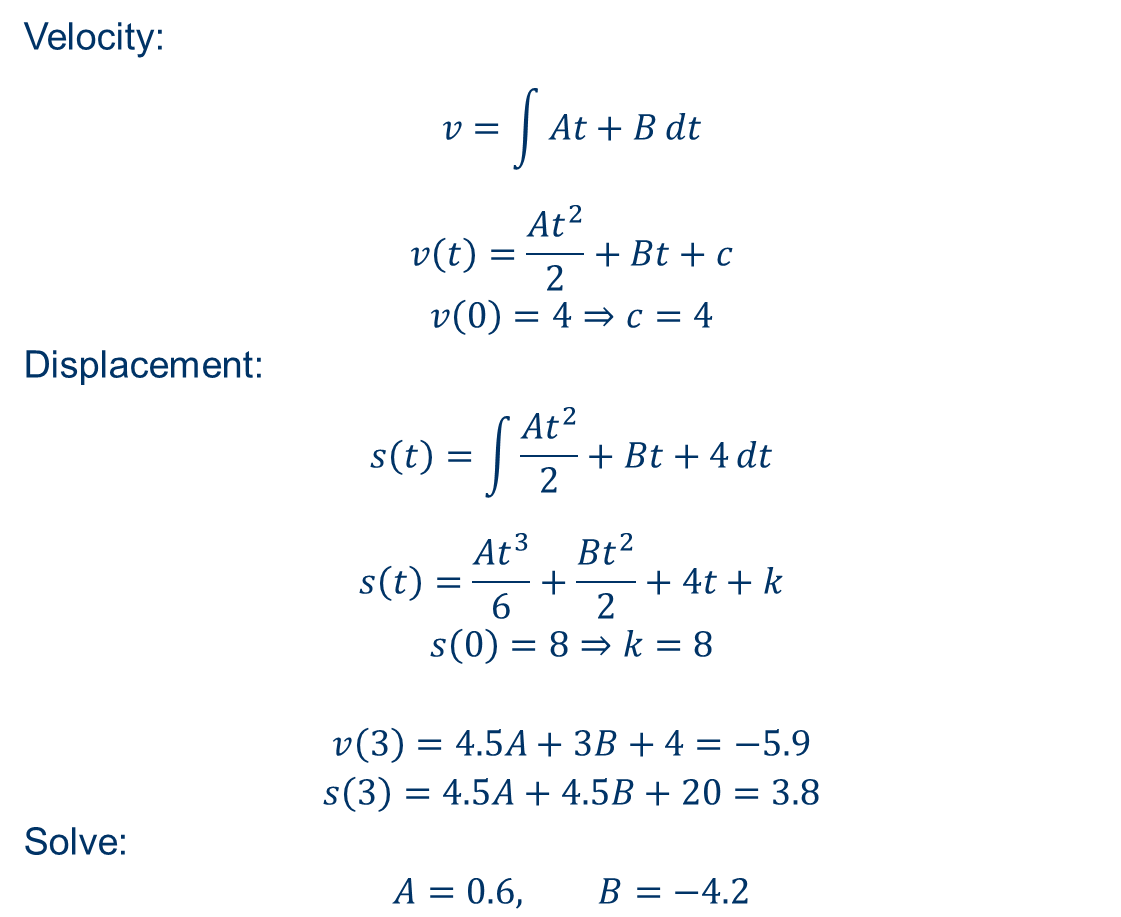 Velocity:
v = ∫ At + B dt
v(t) = At²/2 + Bt + c
v(0) = 4 ⇒ c = 4
Displacement:
s(t) = ∫ At²/2 + Bt + 4 dt
s(t) = At³/6 + Bt²/2 + 4t + k
s(0) = 8 ⇒ k = 8
v(3) = 4.5A + 3B + 4 = −5.9
s(3) = 4.5A + 4.5B + 20 = 3.8
Solve:
A = 0.6, B = −4.2